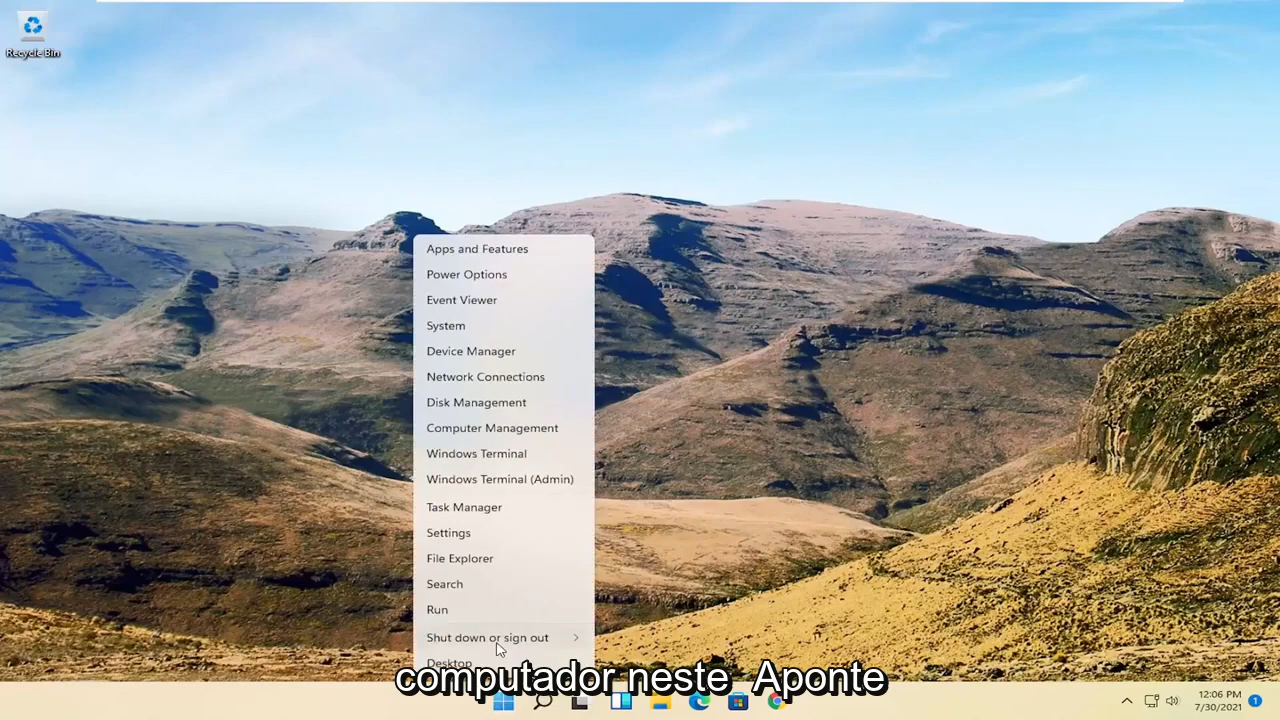 Recycle Bin
Apps and Features
Power Options
Event Viewer
System
Device Manager
Network Connections
Disk Management
Computer Management
Windows Terminal
Windows Terminal (Admin)
Task Manager
Settings
File Explorer
Search
Run
Shut down or sign out
Desktop
computador neste Aponte
12:06 PM
7/30/2021
1